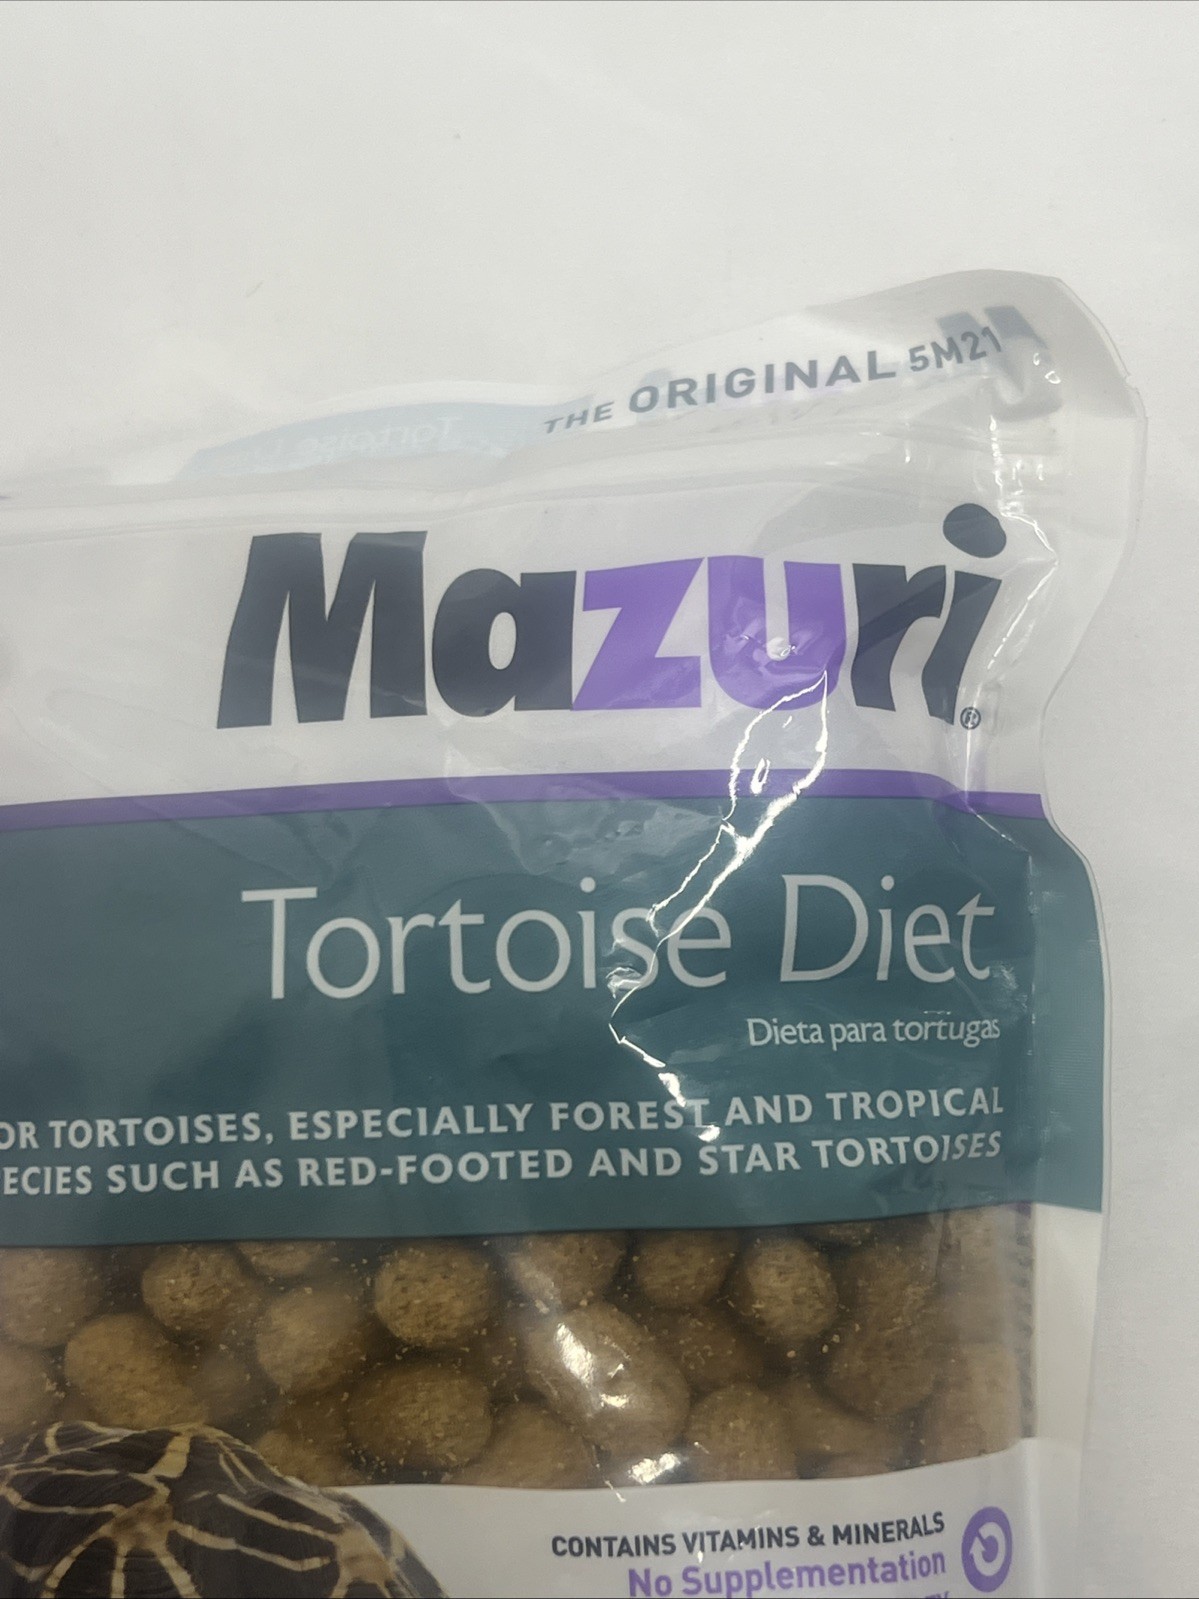 THE ORIGINAL 5M21
Mazuri®
Tortoise Diet
Dieta para tortugas
OR TORTOISES, ESPECIALLY FOREST AND TROPICAL
ECIES SUCH AS RED-FOOTED AND STAR TORTOISES
CONTAINS VITAMINS & MINERALS
No Supplementation